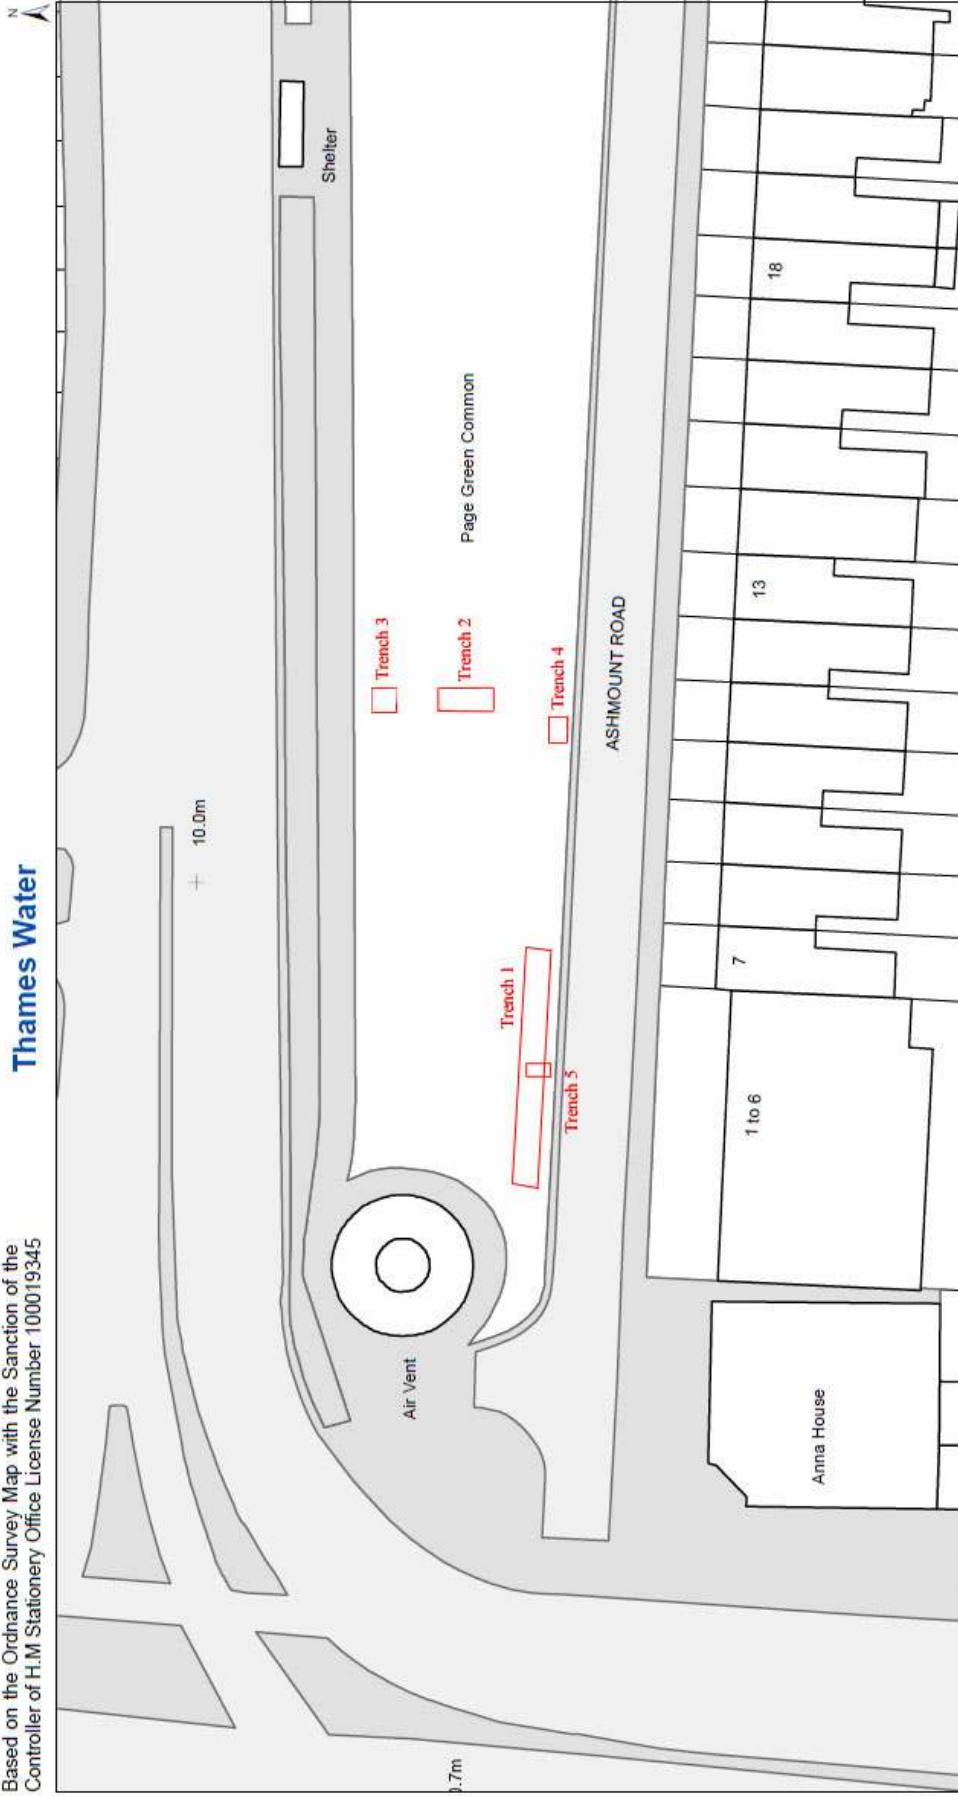 Based on the Ordnance Survey Map with the Sanction of the
Controller of H.M Stationery Office License Number 100019345
Thames Water
N
10.0m
Shelter
Air Vent
Trench 3
Page Green Common
Trench 2
Trench 1
Trench 4
Trench 5
ASHMOUNT ROAD
Anna House
1 to 6
7
13
18
.7m